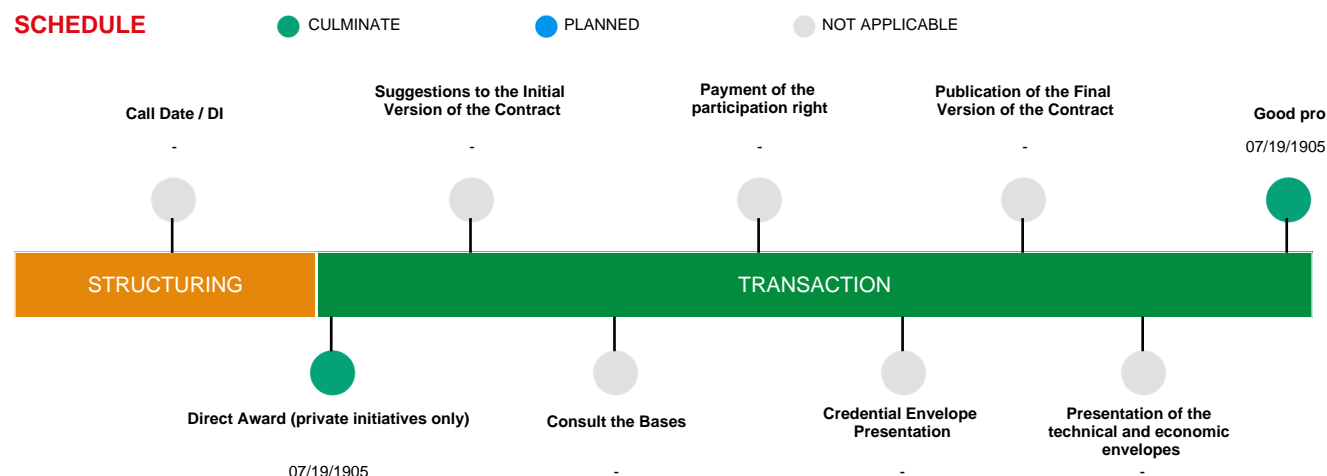 SCHEDULE
CULMINATE
PLANNED
NOT APPLICABLE
Call Date / DI
-
Suggestions to the Initial
Version of the Contract
-
Payment of the
participation right
-
Publication of the Final
Version of the Contract
-
Good pro
07/19/1905
STRUCTURING
TRANSACTION
Direct Award (private initiatives only)
07/19/1905
Consult the Bases
-
Credential Envelope
Presentation
-
Presentation of the
technical and economic
envelopes
-